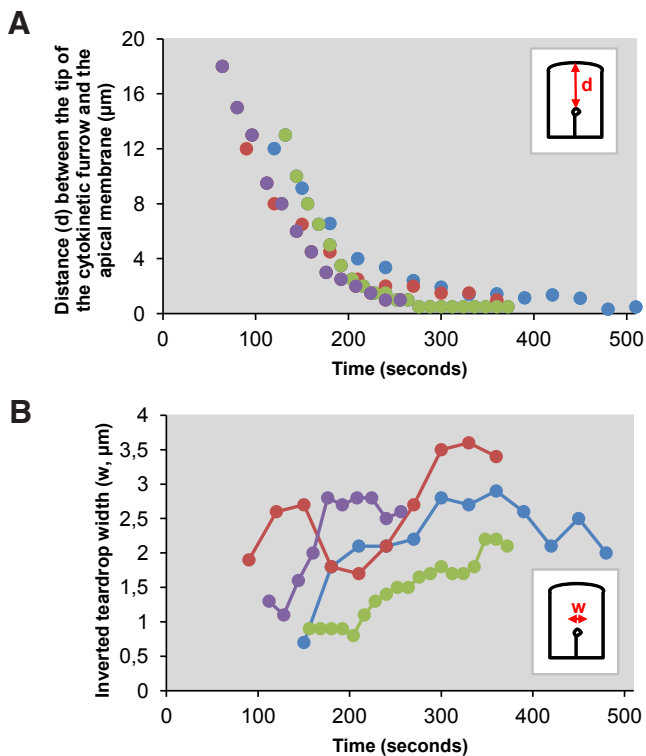 A
Distance (d) between the tip of
the cytokinetic furrow and the
apical membrane (µm)
20
16
12
8
4
0
d
0
100
200
300
400
500
Time (seconds)
B
Inverted teardrop width (w, µm)
4
3,5
3
2,5
2
1,5
1
0,5
0
w
0
100
200
300
400
500
Time (seconds)